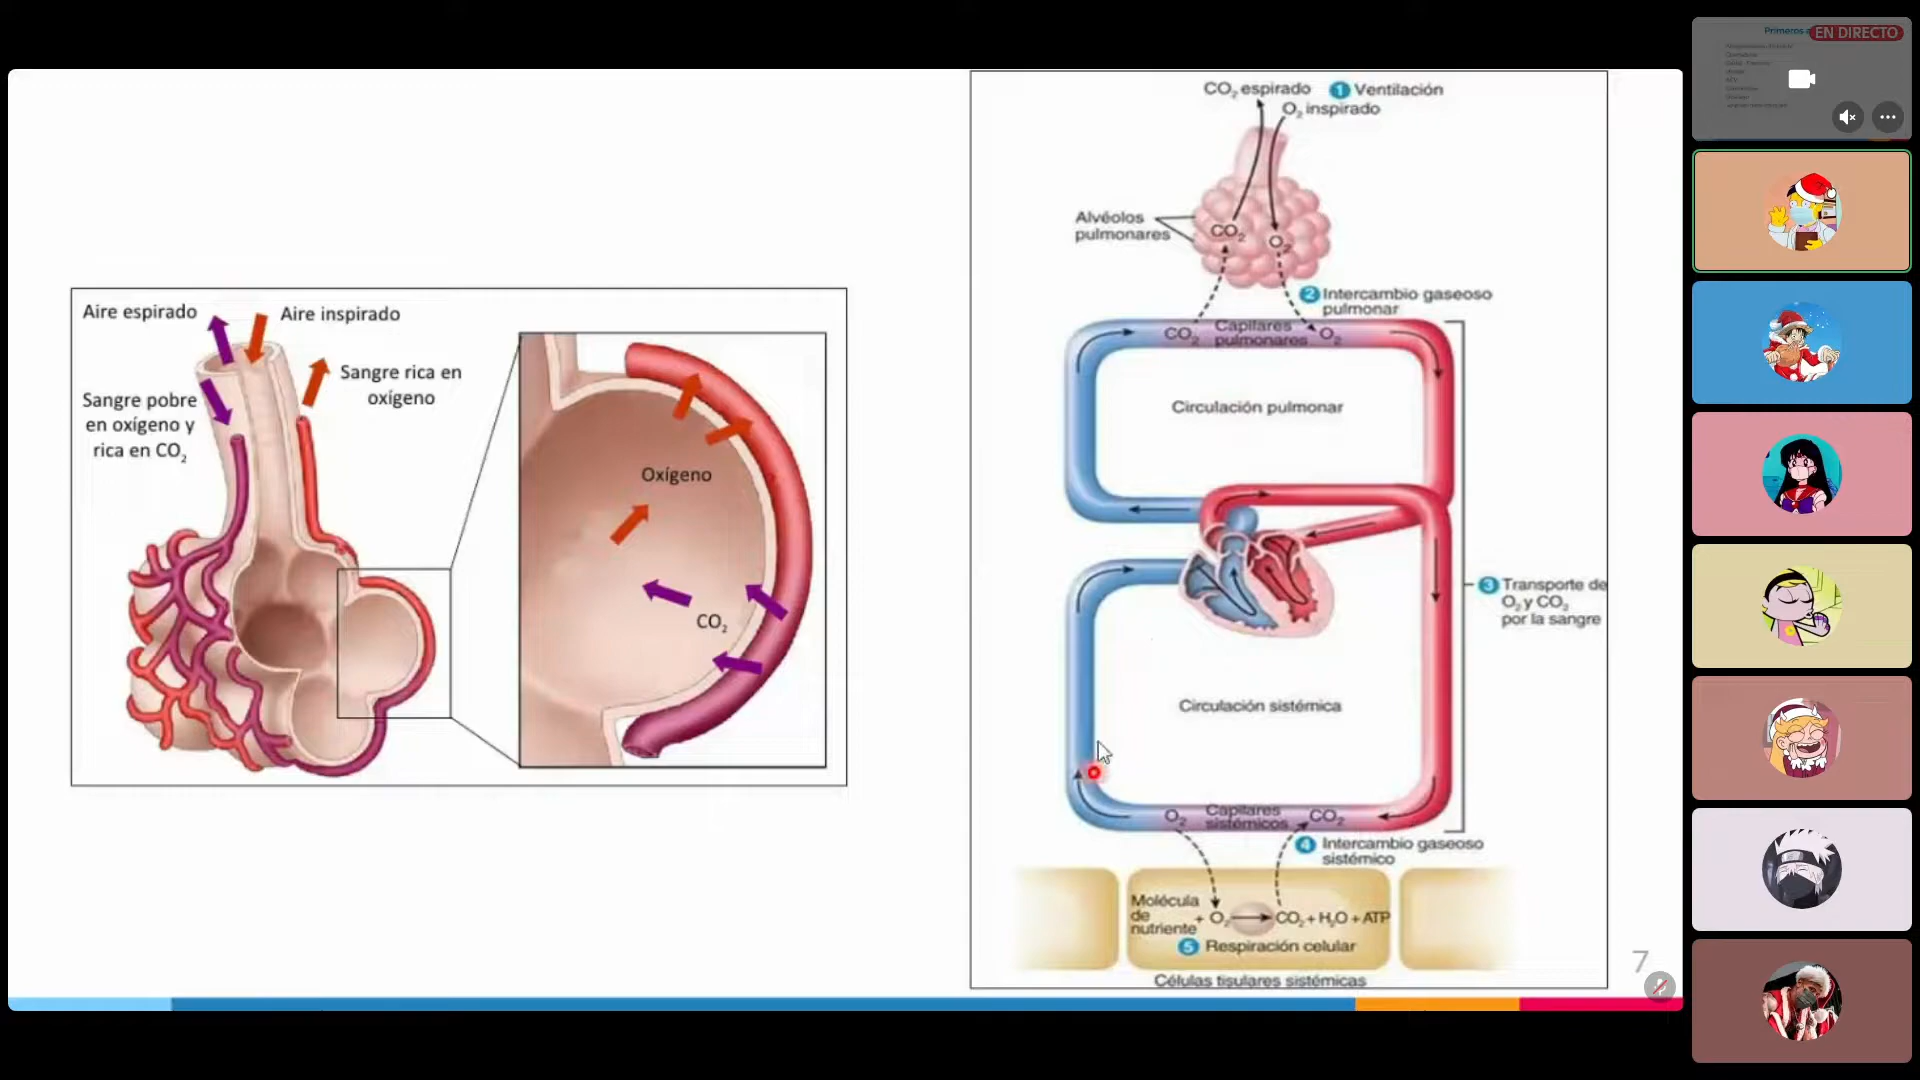 EN DIRECTO
Aire espirado
Aire inspirado
Sangre rica en
oxígeno
Sangre pobre
en oxígeno y
rica en CO₂
Oxígeno
CO₂
CO₂ espirado
1 Ventilación
O₂ inspirado
Alvéolos
pulmonares
CO₂
O₂
2 Intercambio gaseoso
pulmonar
CO₂
Capilares
pulmonares
O₂
Circulación pulmonar
3 Transporte de
O₂ y CO₂
por la sangre
Circulación sistémica
O₂
Capilares
sistémicos
CO₂
4 Intercambio gaseoso
sistémico
Molécula
de
nutriente
+ O₂
CO₂ + H₂O + ATP
5 Respiración celular
Células tisulares sistémicas
7